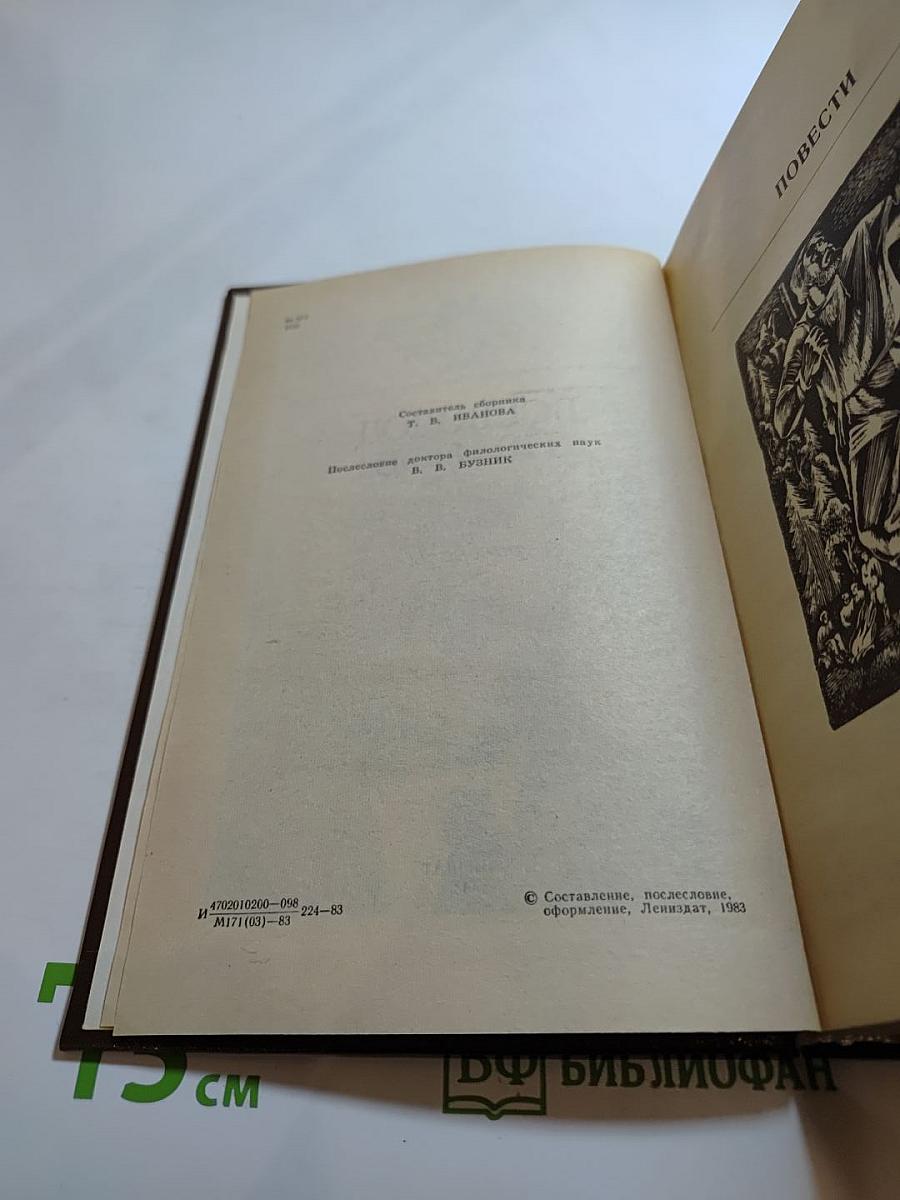 Составитель сборника
Т. В. ИВАНОВА
Послесловие доктора филологических наук
В. В. БУЗНИК
И 4702010200—098 224—83
М171(03)—83
© Составление, послесловие,
оформление, Лениздат, 1983
ПОВЕСТИ
см
БФ БИБЛИОФАН